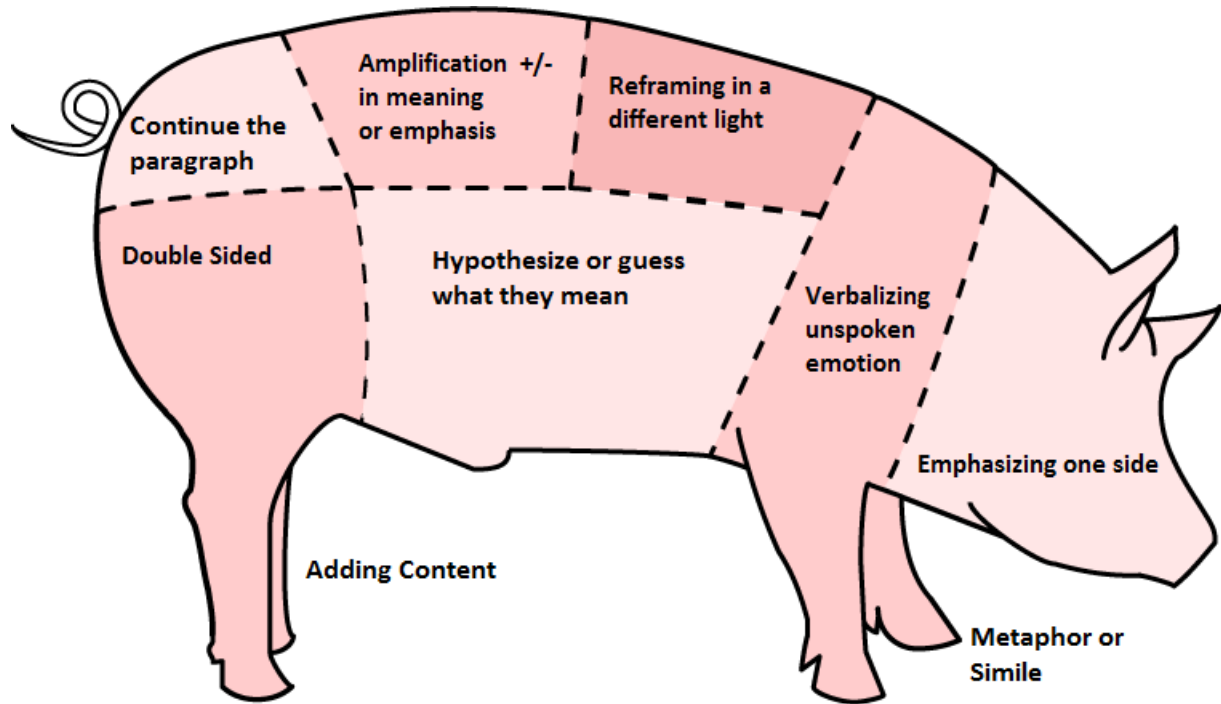 Amplification +/-
in meaning
or emphasis
Reframing in a
different light
Continue the
paragraph
Double Sided
Hypothesize or guess
what they mean
Verbalizing
unspoken
emotion
Emphasizing one side
Adding Content
Metaphor or
Simile